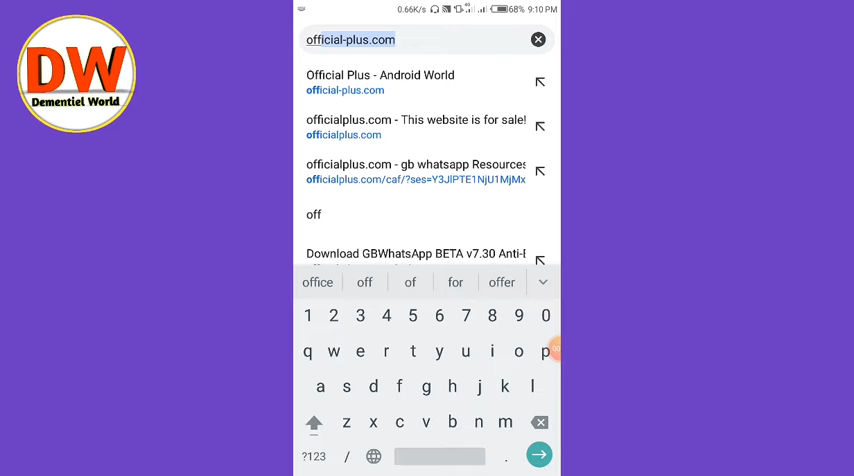 DW
Dementiel World
0.66K/s 4G 68% 9:10 PM
official-plus.com
Official Plus - Android World
official-plus.com
officialplus.com - This website is for sale!
officialplus.com
officialplus.com - gb whatsapp Resources
officialplus.com/caf/?ses=Y3JlPTE1NjU1MjMx
off
Download GBWhatsApp BETA v7.30 Anti-B
office off of for offer
1 2 3 4 5 6 7 8 9 0
q w e r t y u i o p
a s d f g h j k l
z x c v b n m
?123 / .